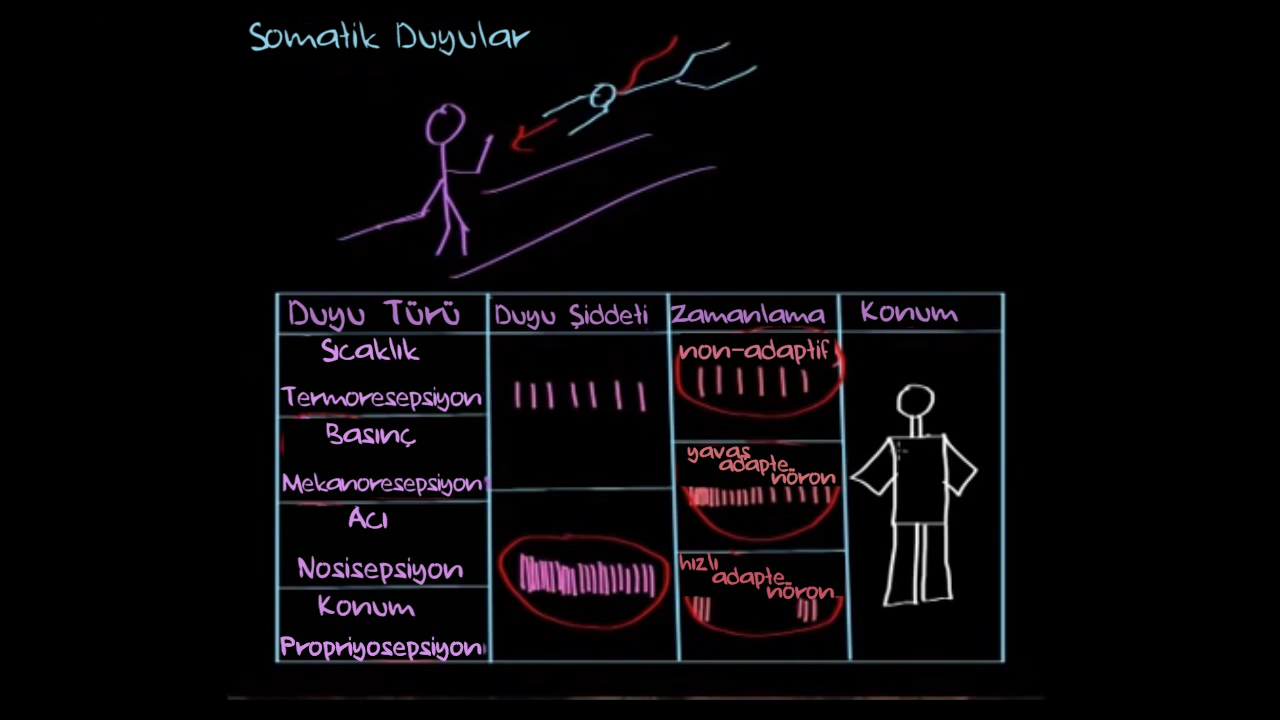 Somatik Duyular
Duyu Türü Duyu Şiddeti Zamanlama Konum
Sıcaklık
Termoresepsiyon
Basınç
Mekanoresepsiyon
Acı
Nosisepsiyon
Konum
Propriyosepsiyon
non-adaptif
yavaş
adapte
nöron
hızlı
adapte
nöron